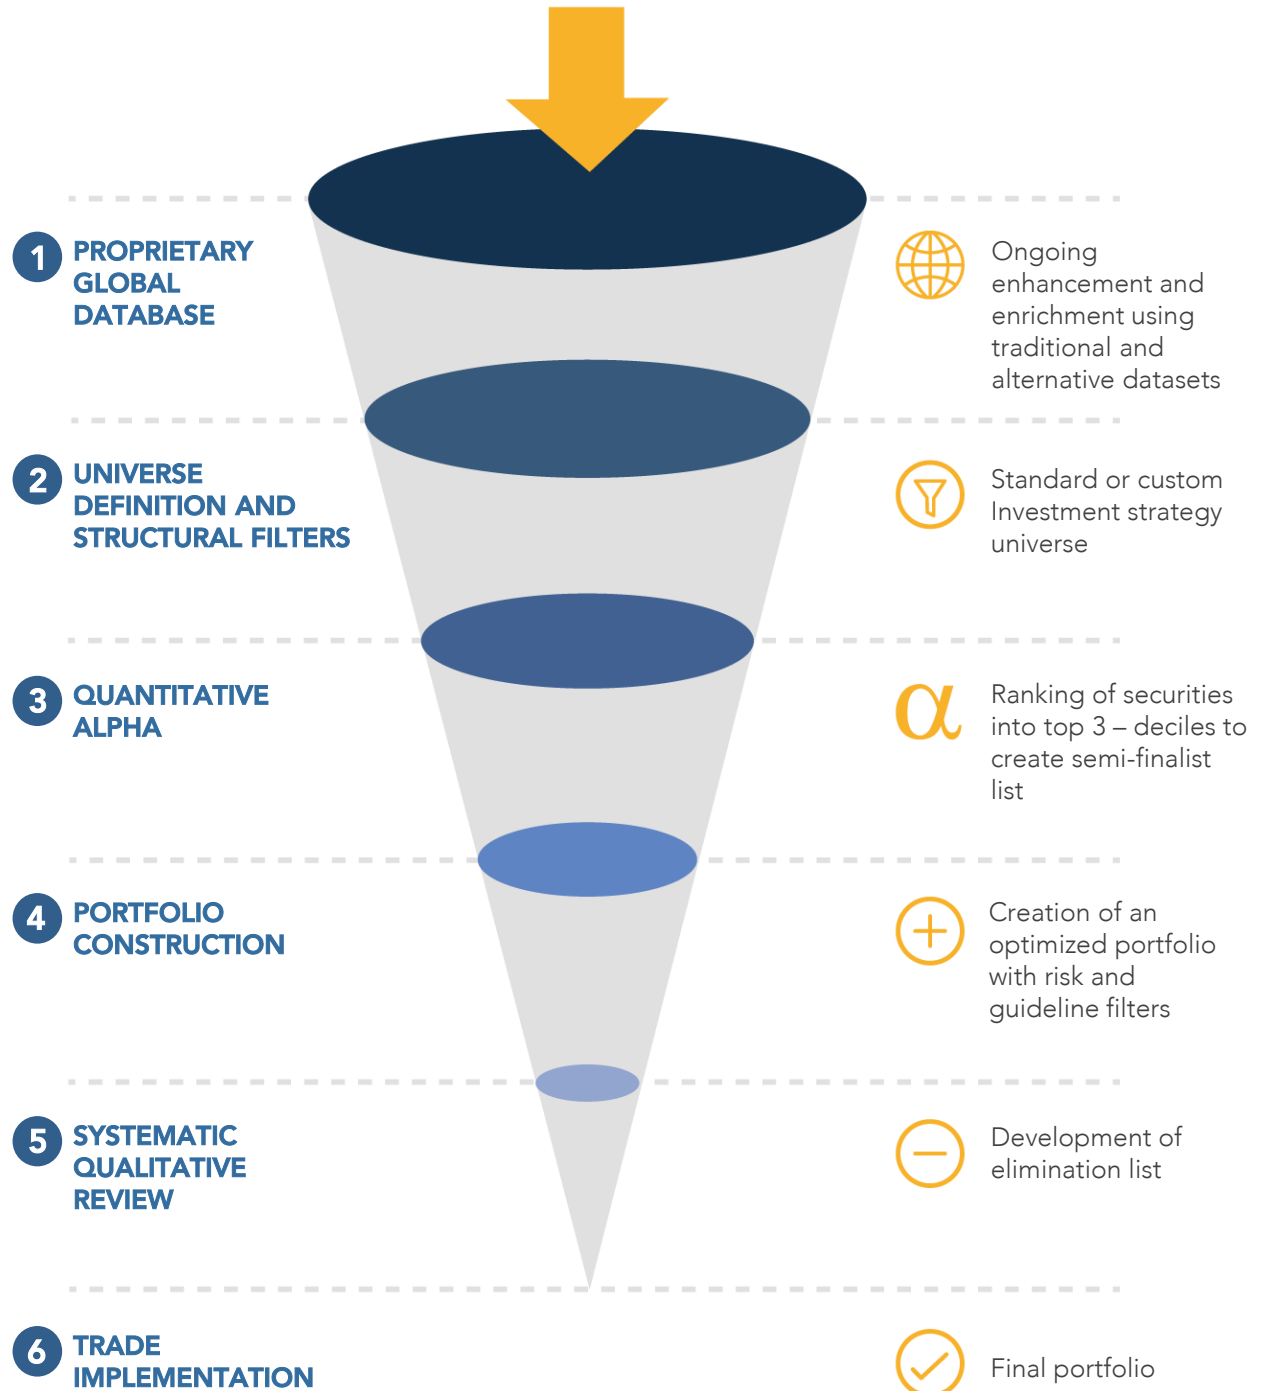 1 PROPRIETARY
GLOBAL
DATABASE
Ongoing
enhancement and
enrichment using
traditional and
alternative datasets
2 UNIVERSE
DEFINITION AND
STRUCTURAL FILTERS
Standard or custom
Investment strategy
universe
3 QUANTITATIVE
ALPHA
α
Ranking of securities
into top 3 – deciles to
create semi-finalist
list
4 PORTFOLIO
CONSTRUCTION
Creation of an
optimized portfolio
with risk and
guideline filters
5 SYSTEMATIC
QUALITATIVE
REVIEW
Development of
elimination list
6 TRADE
IMPLEMENTATION
Final portfolio